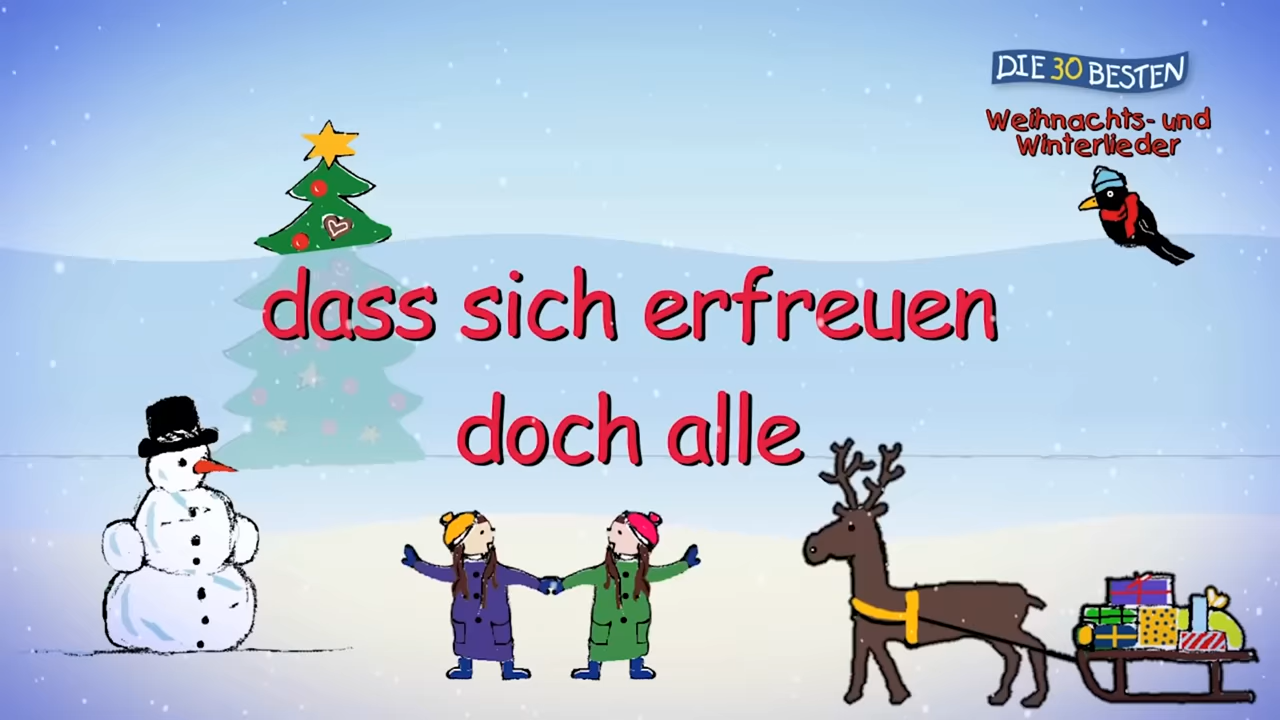 DIE 30 BESTEN
Weihnachts- und
Winterlieder
dass sich erfreuen
doch alle